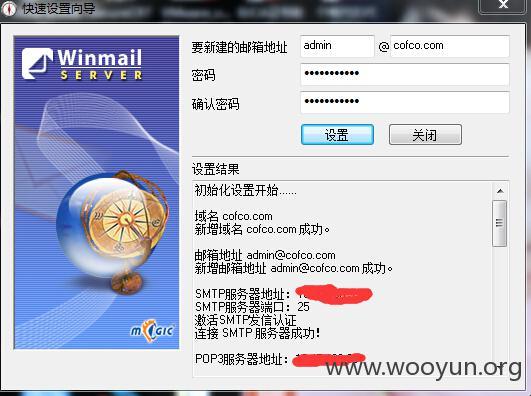 快速设置向导
Winmail
SERVER
要新建的邮箱地址 admin @ cofco.com
密码 ●●●●●●●●●●●
确认密码 ●●●●●●●●●●●
设置 关闭
设置结果
初始化设置开始......
域名 cofco.com
新增域名 cofco.com 成功。
邮箱地址 admin@cofco.com
新增邮箱地址 admin@cofco.com 成功。
SMTP服务器地址：
SMTP服务器端口：25
激活SMTP发信认证
连接 SMTP 服务器成功！
POP3服务器地址：
magic
www.wooyun.org